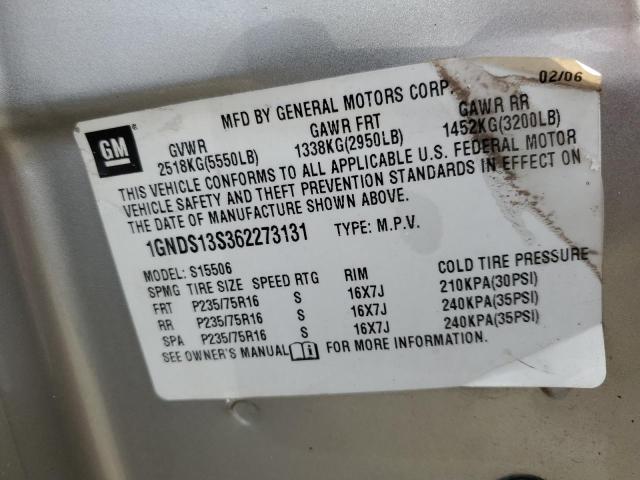 02/06
MFD BY GENERAL MOTORS CORP.
GM
GVWR GAWR FRT GAWR RR
2518KG(5550LB) 1338KG(2950LB) 1452KG(3200LB)
THIS VEHICLE CONFORMS TO ALL APPLICABLE U.S. FEDERAL MOTOR
VEHICLE SAFETY AND THEFT PREVENTION STANDARDS IN EFFECT ON
THE DATE OF MANUFACTURE SHOWN ABOVE.
1GNDS13S362273131 TYPE: M.P.V.
MODEL: S15506
SPMG TIRE SIZE SPEED RTG RIM COLD TIRE PRESSURE
FRT P235/75R16 S 16X7J 210KPA(30PSI)
RR P235/75R16 S 16X7J 240KPA(35PSI)
SPA P235/75R16 S 16X7J 240KPA(35PSI)
SEE OWNER'S MANUAL FOR MORE INFORMATION.